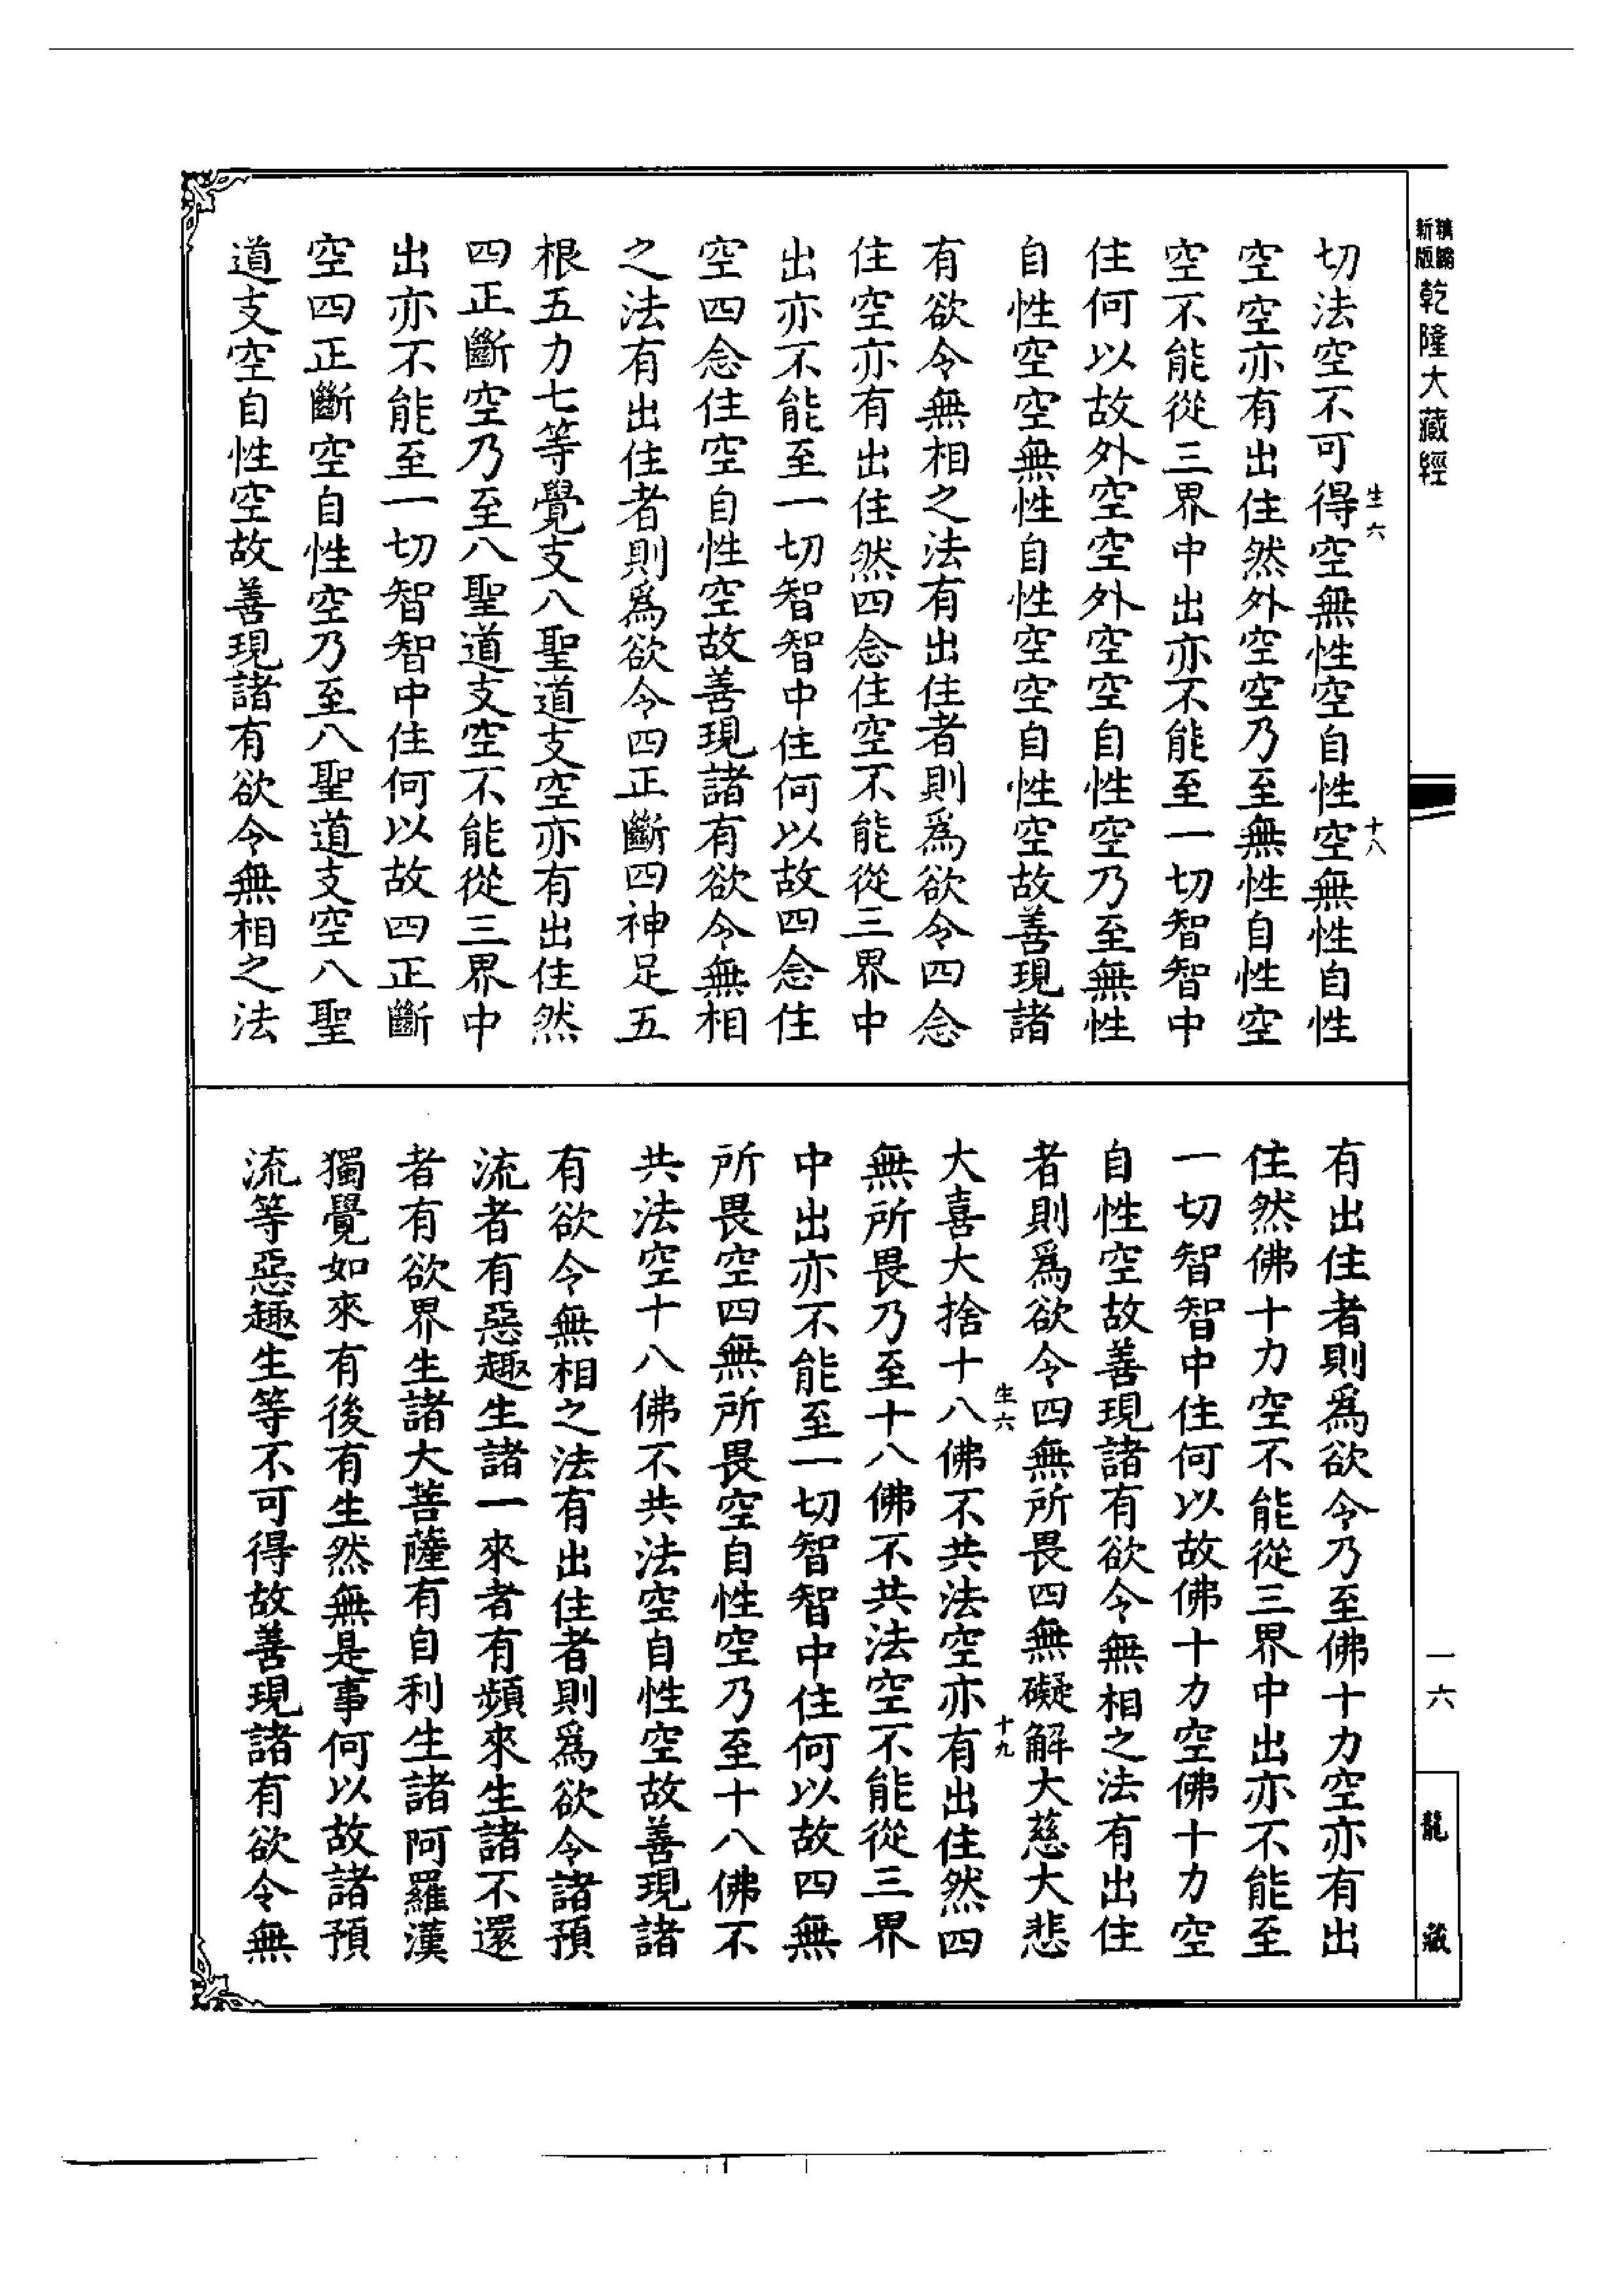 新版精編乾隆大藏經
生六
十八
切法空不可得空無性空自性空無性自性
空空亦有出住然外空空乃至無性自性空
空不能從三界中出亦不能至一切智智中
住何以故外空空外空空自性空乃至無性
自性空空無性自性空空自性空故善現諸
有欲令無相之法有出住者則爲欲令四念
住空亦有出住然四念住空不能從三界中
出亦不能至一切智智中住何以故四念住
空四念住空自性空故善現諸有欲令無相
之法有出住者則爲欲令四正斷四神足五
根五力七等覺支八聖道支空亦有出住然
四正斷空乃至八聖道支空不能從三界中
出亦不能至一切智智中住何以故四正斷
空四正斷空自性空乃至八聖道支空八聖
道支空自性空故善現諸有欲令無相之法
有出住者則爲欲令乃至佛十力空亦有出
住然佛十力空不能從三界中出亦不能至
一切智智中住何以故佛十力空佛十力空
自性空故善現諸有欲令無相之法有出住
者則爲欲令四無所畏四無礙解大慈大悲
生六
十九
大喜大捨十八佛不共法空亦有出住然四
無所畏乃至十八佛不共法空不能從三界
中出亦不能至一切智智中住何以故四無
所畏空四無所畏空自性空乃至十八佛不
共法空十八佛不共法空自性空故善現諸
有欲令無相之法有出住者則爲欲令諸預
流者有惡趣生諸一來者有頻來生諸不還
者有欲界生諸大菩薩有自利生諸阿羅漢
獨覺如來有後有生然無是事何以故諸預
流等惡趣生等不可得故善現諸有欲令無
一六
龍藏